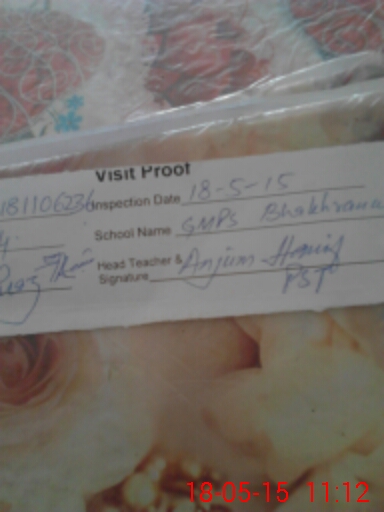 Visit Proof
18110623 Inspection Date 18-5-15
School Name GMPS Bhakhrana
Head Teacher & Anjum
Signature PST
18-05-15 11:12